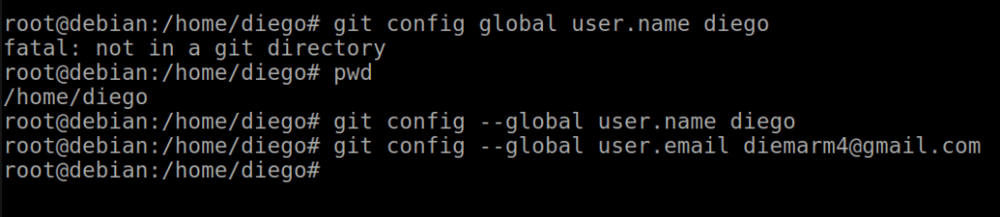 root@debian:/home/diego# git config global user.name diego
fatal: not in a git directory
root@debian:/home/diego# pwd
/home/diego
root@debian:/home/diego# git config --global user.name diego
root@debian:/home/diego# git config --global user.email diemarm4@gmail.com
root@debian:/home/diego#